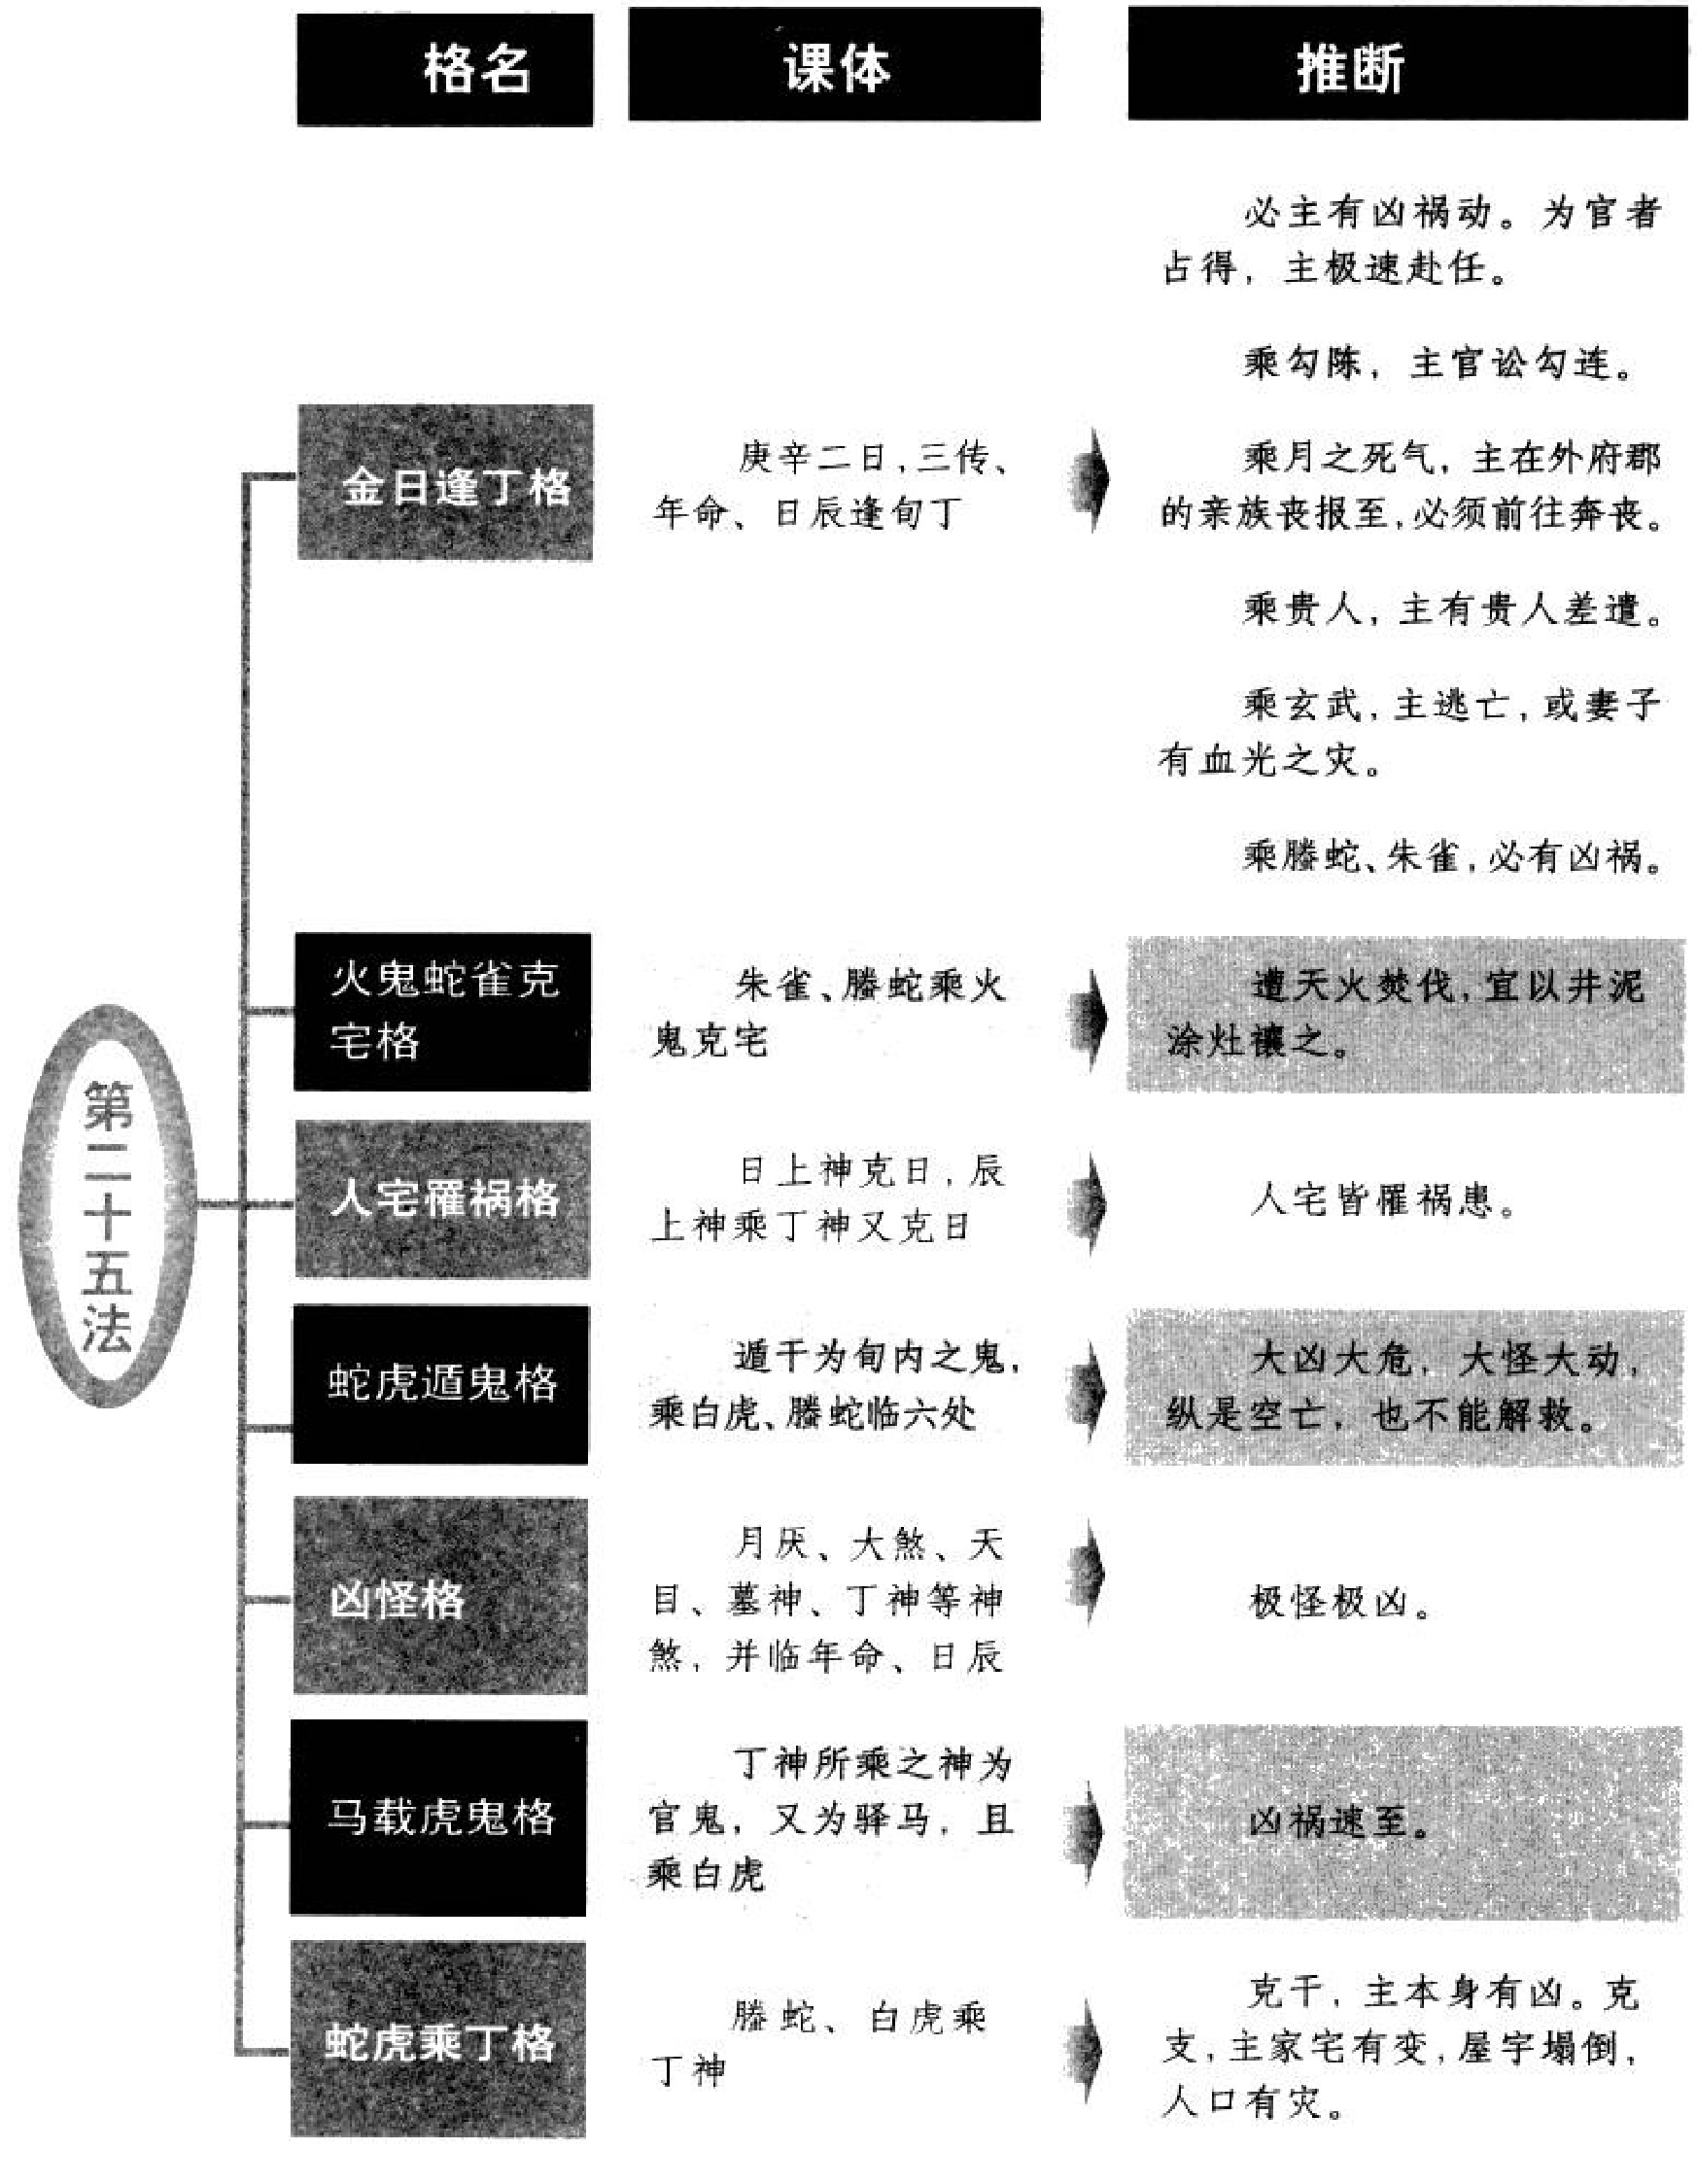 格名
课体
推断
第二十五法
金日逢丁格
庚辛二日，三传、
年命、日辰逢旬丁
必主有凶祸动。为官者
占得，主极速赴任。
乘勾陈，主官讼勾连。
乘月之死气，主在外府郡
的亲族丧报至，必须前往奔丧。
乘贵人，主有贵人差遣。
乘玄武，主逃亡，或妻子
有血光之灾。
乘螣蛇、朱雀，必有凶祸。
火鬼蛇雀克
宅格
朱雀、螣蛇乘火
鬼克宅
遭天火焚伐，宜以井泥
涂灶禳之。
人宅罹祸格
日上神克日，辰
上神乘丁神又克日
人宅皆罹祸患。
蛇虎遁鬼格
遁干为旬内之鬼，
乘白虎、螣蛇临六处
大凶大危，大怪大动，
纵是空亡，也不能解救。
凶怪格
月厌、大煞、天
目、墓神、丁神等神
煞，并临年命、日辰
极怪极凶。
马载虎鬼格
丁神所乘之神为
官鬼，又为驿马，且
乘白虎
凶祸速至。
蛇虎乘丁格
螣蛇、白虎乘
丁神
克干，主本身有凶。克
支，主家宅有变，屋宇塌倒，
人口有灾。